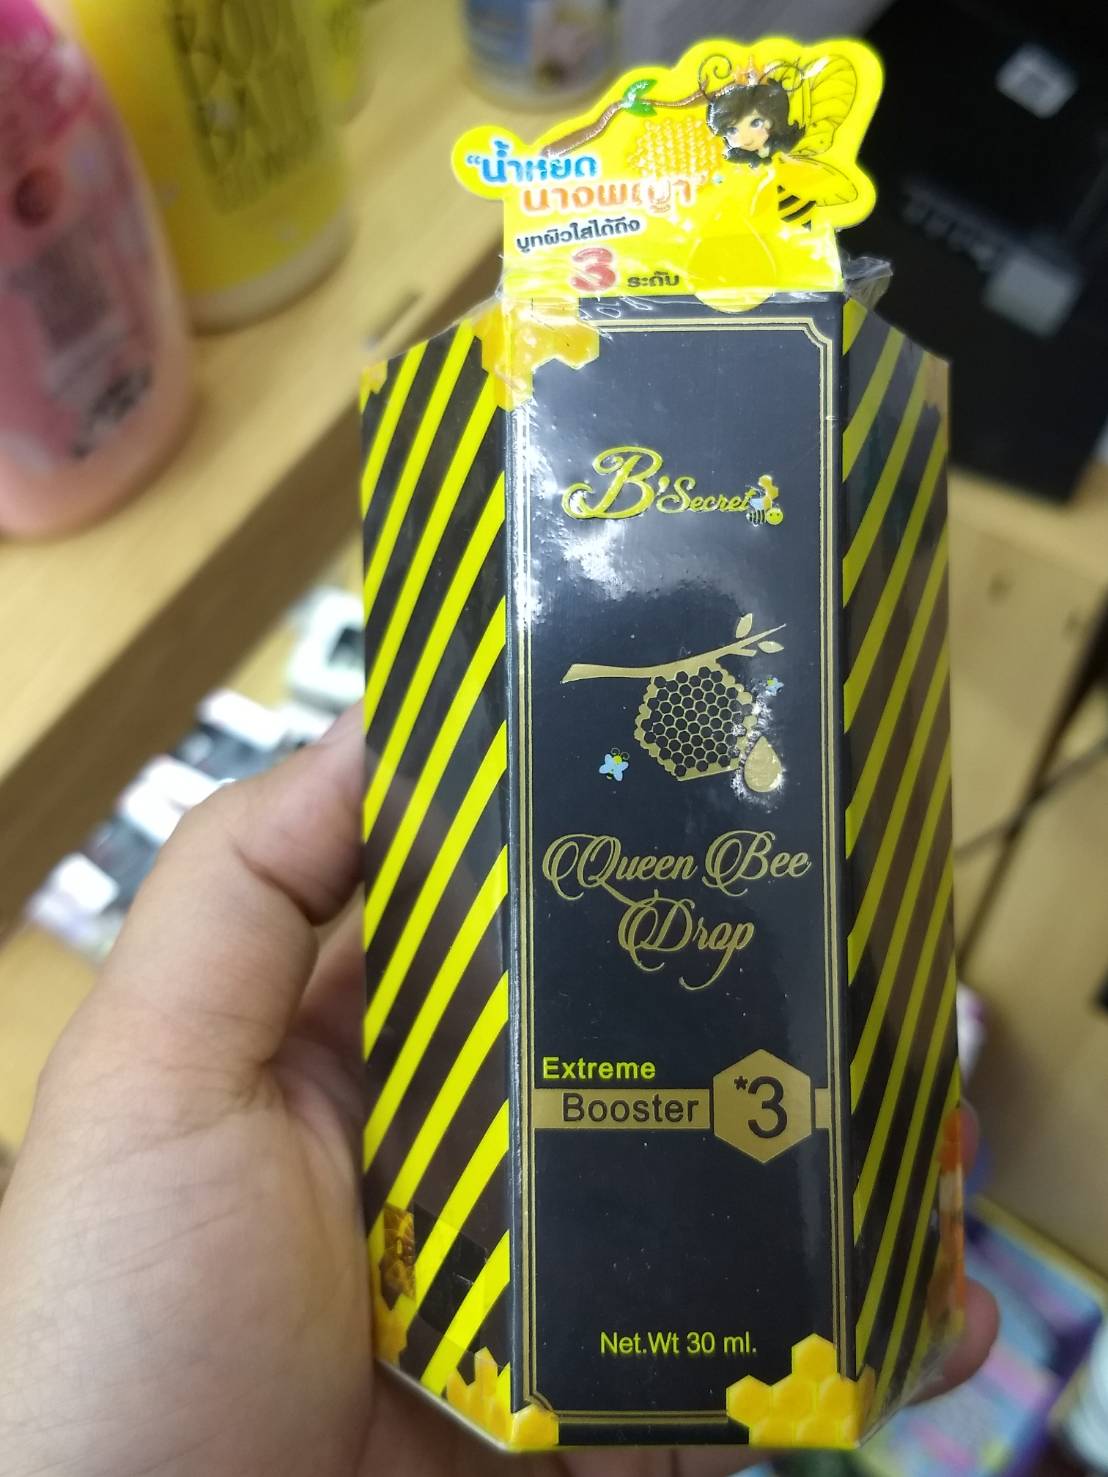 "น้ำหยด
นางพญา"
บูทผิวใสได้ถึง
3 ระดับ
B'Secret
Queen Bee
Drop
Extreme
Booster *3
Net.Wt 30 ml.